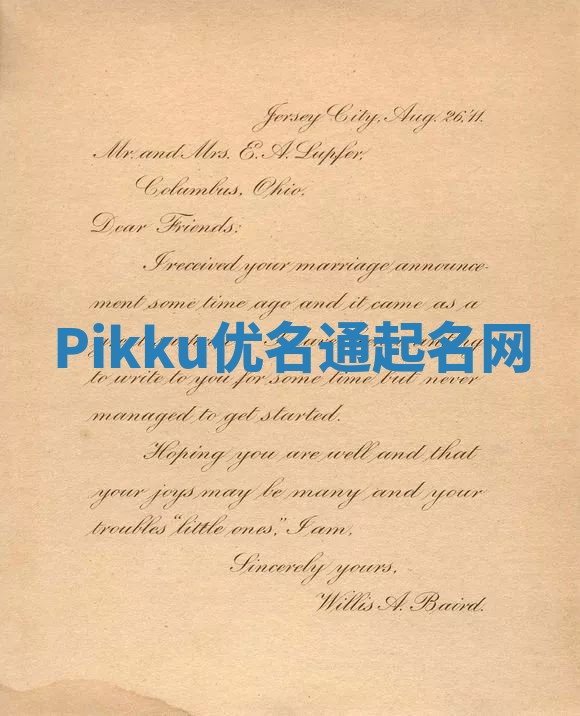 Jersey City, Aug. 26, '11.
Mr. and Mrs. E. A. Lupfer,
Columbus, Ohio.
Dear Friends:
I received your marriage announce-
ment some time ago and it came as a
Pikku优名通起名网
to write to you for some time but never
managed to get started.
Hoping you are well and that
your joys may be many and your
troubles "little ones," I am,
Sincerely yours,
Willis A. Baird.